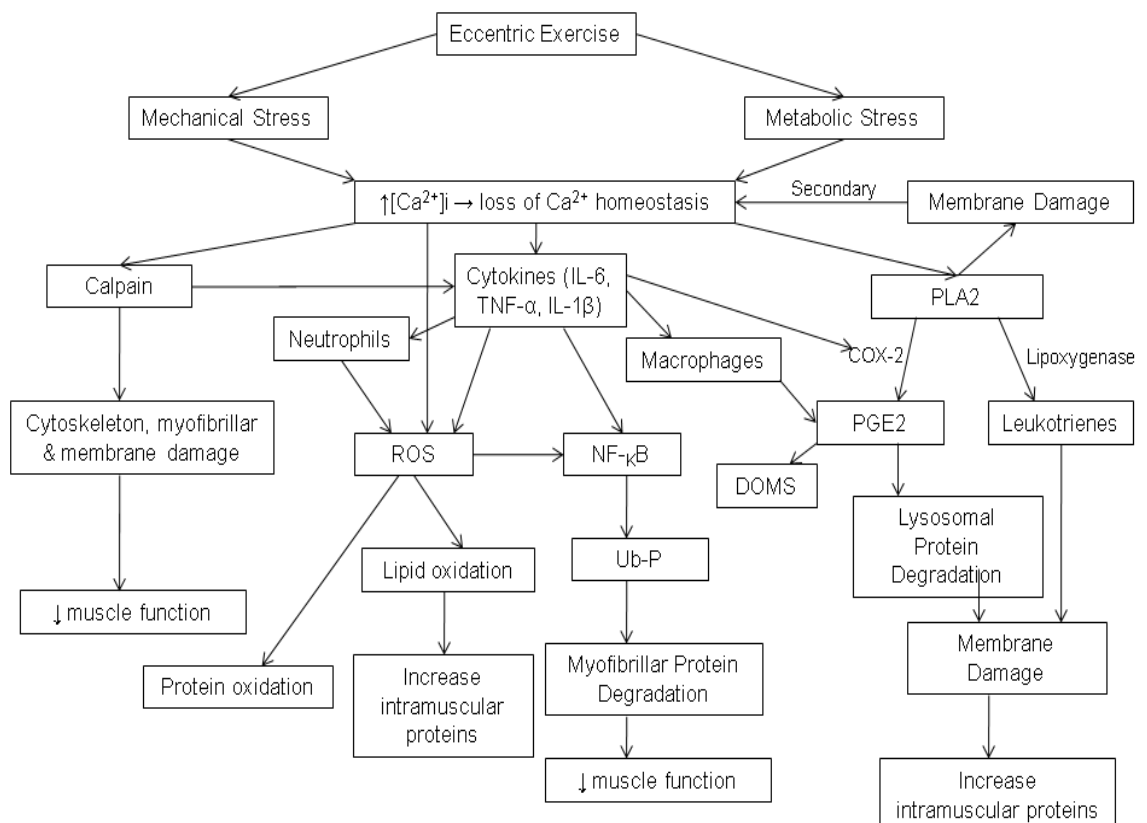 Eccentric Exercise
Mechanical Stress
Metabolic Stress
↑[Ca²⁺]i → loss of Ca²⁺ homeostasis
Secondary
Membrane Damage
Calpain
Cytokines (IL-6,
TNF-α, IL-1β)
PLA2
Neutrophils
Macrophages
COX-2
Lipoxygenase
Cytoskeleton, myofibrillar
& membrane damage
ROS
NF-κB
PGE2
Leukotrienes
DOMS
Lysosomal
Protein
Degradation
Lipid oxidation
Ub-P
↓ muscle function
Protein oxidation
Increase
intramuscular
proteins
Myofibrillar Protein
Degradation
Membrane
Damage
↓ muscle function
Increase
intramuscular proteins